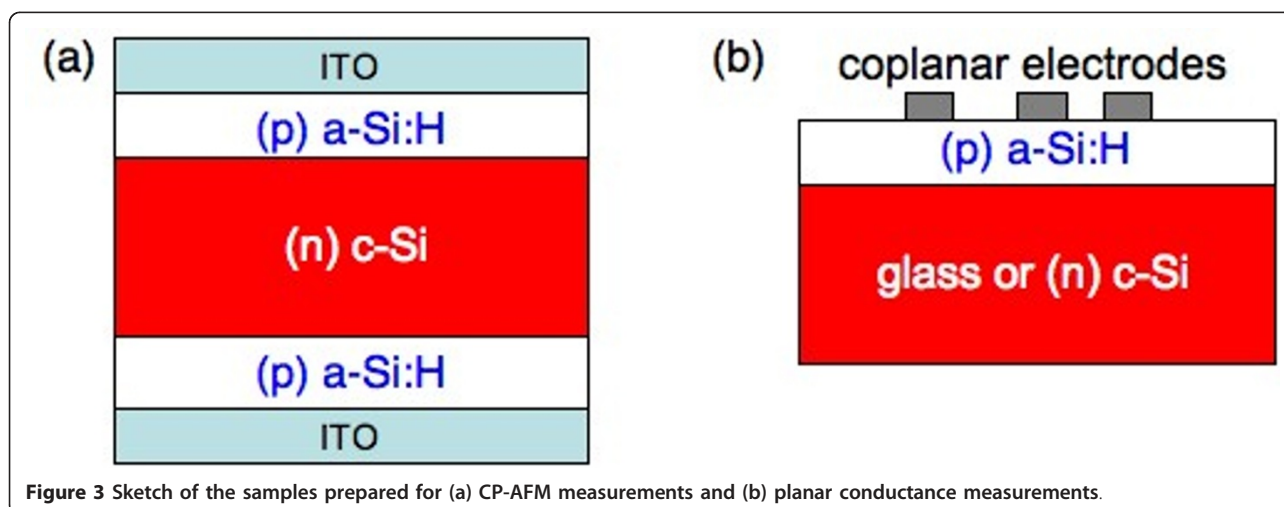 (a)
ITO
(p) a-Si:H
(n) c-Si
(p) a-Si:H
ITO
(b)
coplanar electrodes
(p) a-Si:H
glass or (n) c-Si
Figure 3 Sketch of the samples prepared for (a) CP-AFM measurements and (b) planar conductance measurements.